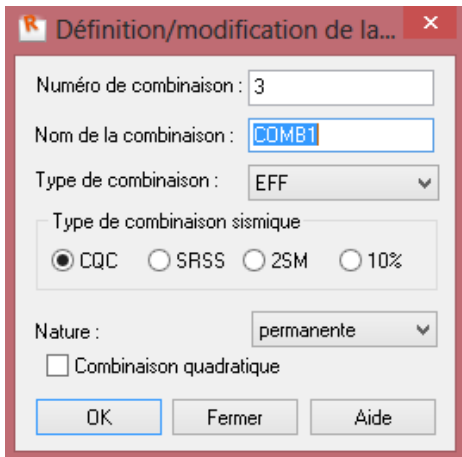 Définition/modification de la...
Numéro de combinaison : 3
Nom de la combinaison : COMB1
Type de combinaison : EFF
Type de combinaison sismique
CQC SRSS 2SM 10%
Nature : permanente
Combinaison quadratique
OK Fermer Aide